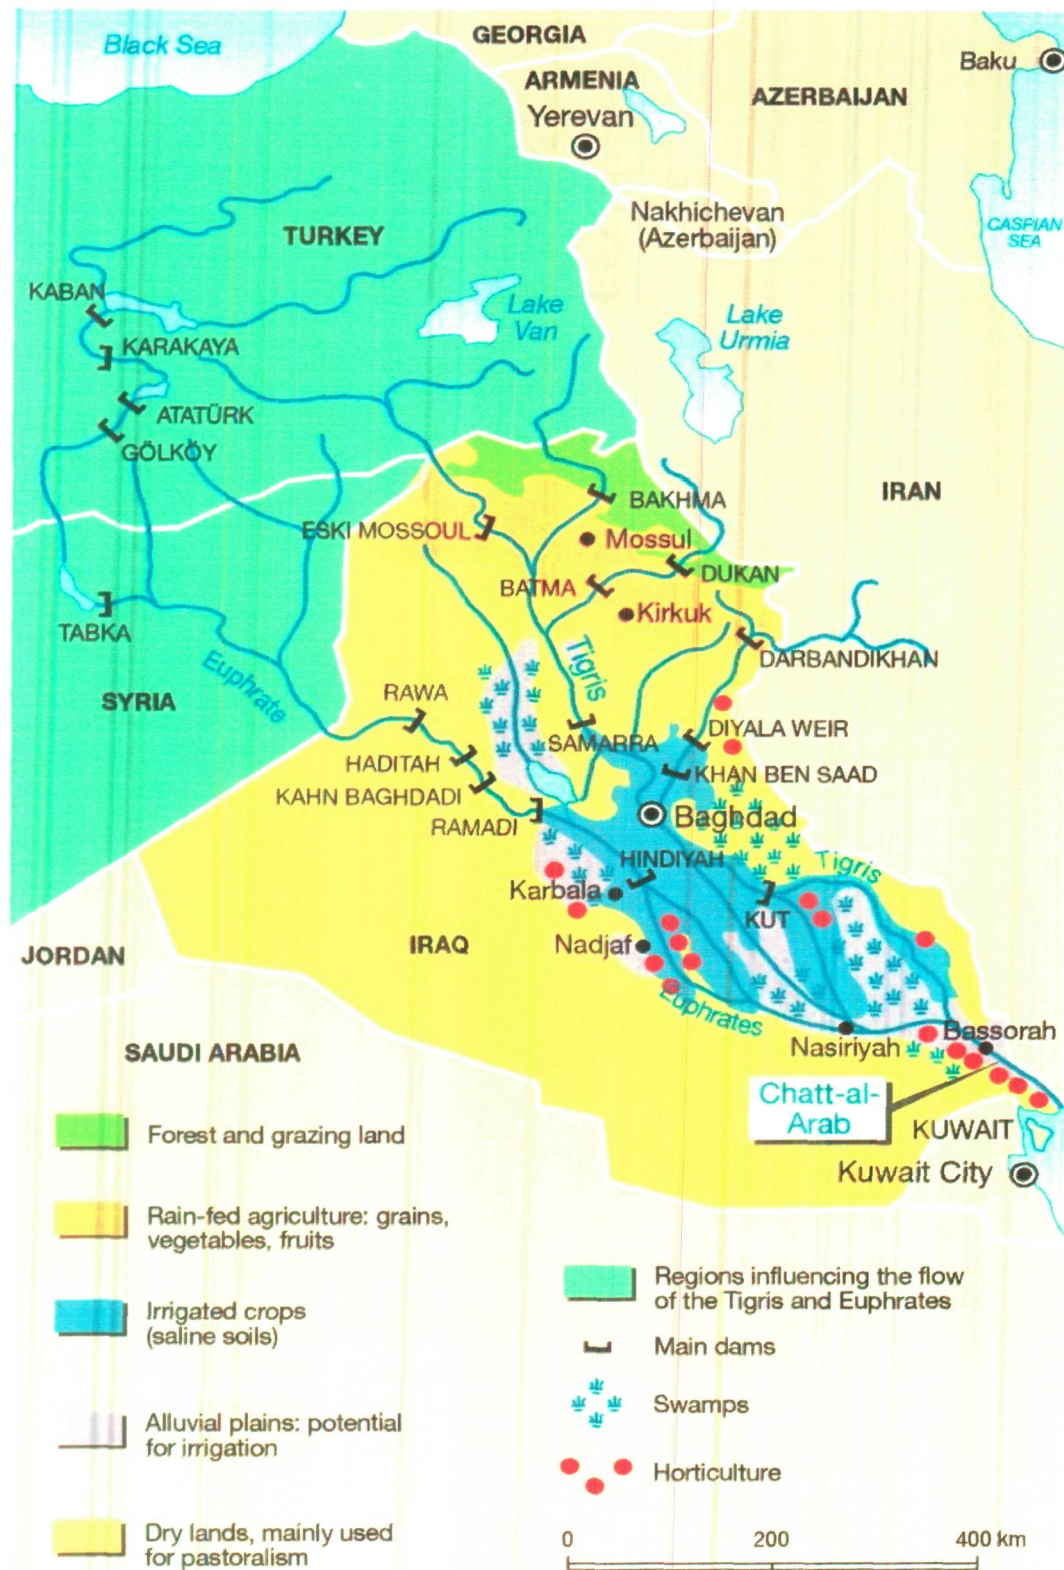 Black Sea
GEORGIA
ARMENIA
Yerevan
Baku
AZERBAIJAN
Nakhichevan
(Azerbaijan)
CASPIAN
SEA
TURKEY
KABAN
Lake
Van
Lake
Urmia
KARAKAYA
ATATÜRK
GÖLKÖY
IRAN
BAKHMA
ESKI MOSSOUL
Mossul
DUKAN
BATMA
Kirkuk
TABKA
Euphrate
Tigris
DARBANDIKHAN
SYRIA
RAWA
SAMARRA
DIYALA WEIR
HADITAH
KHAN BEN SAAD
KAHN BAGHDADI
RAMADI
Baghdad
HINDIYAH
Tigris
Karbala
KUT
JORDAN
IRAQ
Nadjaf
Euphrates
Nasiriyah
Bassorah
SAUDI ARABIA
Chatt-al-
Arab
KUWAIT
Kuwait City
Forest and grazing land
Rain-fed agriculture: grains,
vegetables, fruits
Irrigated crops
(saline soils)
Alluvial plains: potential
for irrigation
Dry lands, mainly used
for pastoralism
Regions influencing the flow
of the Tigris and Euphrates
Main dams
Swamps
Horticulture
0 200 400 km